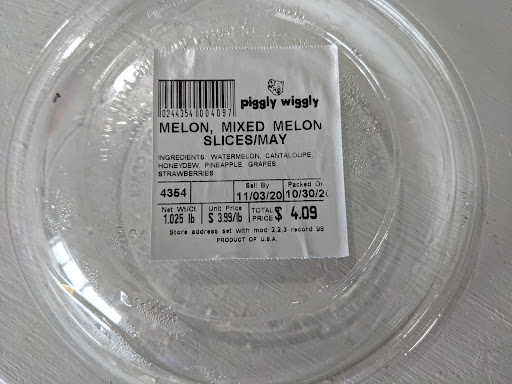 piggly wiggly
0244354 004097
MELON, MIXED MELON
SLICES/MAY
INGREDIENTS: WATERMELON, CANTALOUPE,
HONEYDEW, PINEAPPLE, GRAPES,
STRAWBERRIES
4354 Sell By 11/03/20 Packed On 10/30/20
Net Wt/Ct 1.025 lb Unit Price $ 3.99/lb TOTAL PRICE $ 4.09
Store address set with mod 2,2,3 record 99
PRODUCT OF U.S.A.